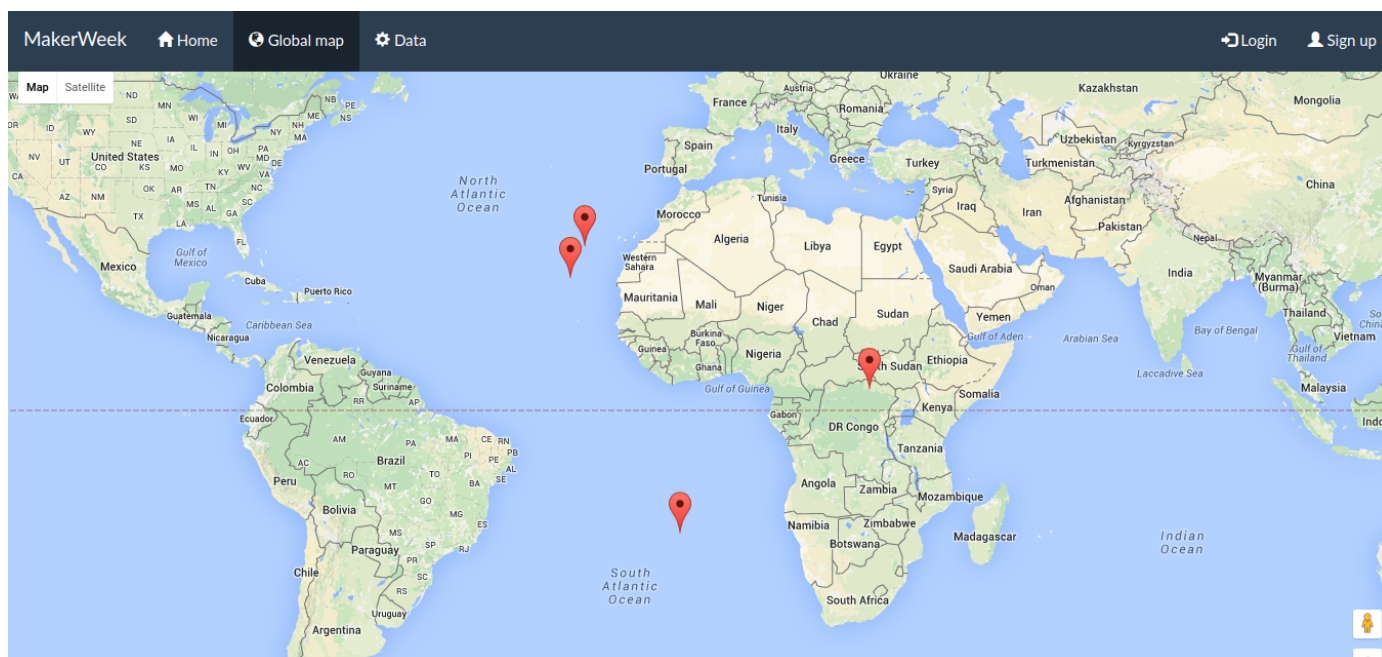 MakerWeek Home Global map Data Login Sign up
Map Satellite
Ukraine
Austria
Kazakhstan
ND
MN
NB
PE
France
Romania
Mongolia
ME
NS
OR
ID
SD
WI
MI
NH
WY
NY
MA
Italy
Uzbekistan
Kyrgyzstan
NE
IA
IL
IN
OH
PA
Spain
Greece
Turkey
Turkmenistan
NV
UT
United States
CO
KS
MO
KY
WV
MD
DE
VA
Portugal
CA
North
Atlantic
Ocean
Syria
China
AZ
NM
OK
AR
TN
NC
Tunisia
Iraq
Iran
Afghanistan
MS
AL
SC
GA
TX
LA
Morocco
Pakistan
FL
Algeria
Libya
Egypt
Nepal
Gulf of
Mexico
Mexico
Western
Sahara
Saudi Arabia
India
Myanmar
(Burma)
Cuba
Puerto Rico
Oman
Mauritania
Mali
Niger
Chad
Sudan
Yemen
Thailand
Guatemala
Caribbean Sea
Nicaragua
Burkina
Faso
Guinea
Gulf of Aden
Arabian Sea
Bay of Bengal
Vietnam
Gulf of
Thailand
Venezuela
Guyana
Suriname
Ghana
Nigeria
South Sudan
Ethiopia
Laccadive Sea
Colombia
Gulf of Guinea
Somalia
Malaysia
RR
AP
Ecuador
Gabon
Kenya
DR Congo
AM
PA
MA
CE
RN
PB
Tanzania
AC
Brazil
PI
PE
AL
SE
Peru
RO
MT
TO
BA
Angola
Zambia
Mozambique
GO
Bolivia
MG
ES
Namibia
Zimbabwe
Botswana
Madagascar
Indian
Ocean
MS
SP
RJ
Paraguay
PR
Chile
SC
South
Atlantic
Ocean
RS
South Africa
Uruguay
Argentina